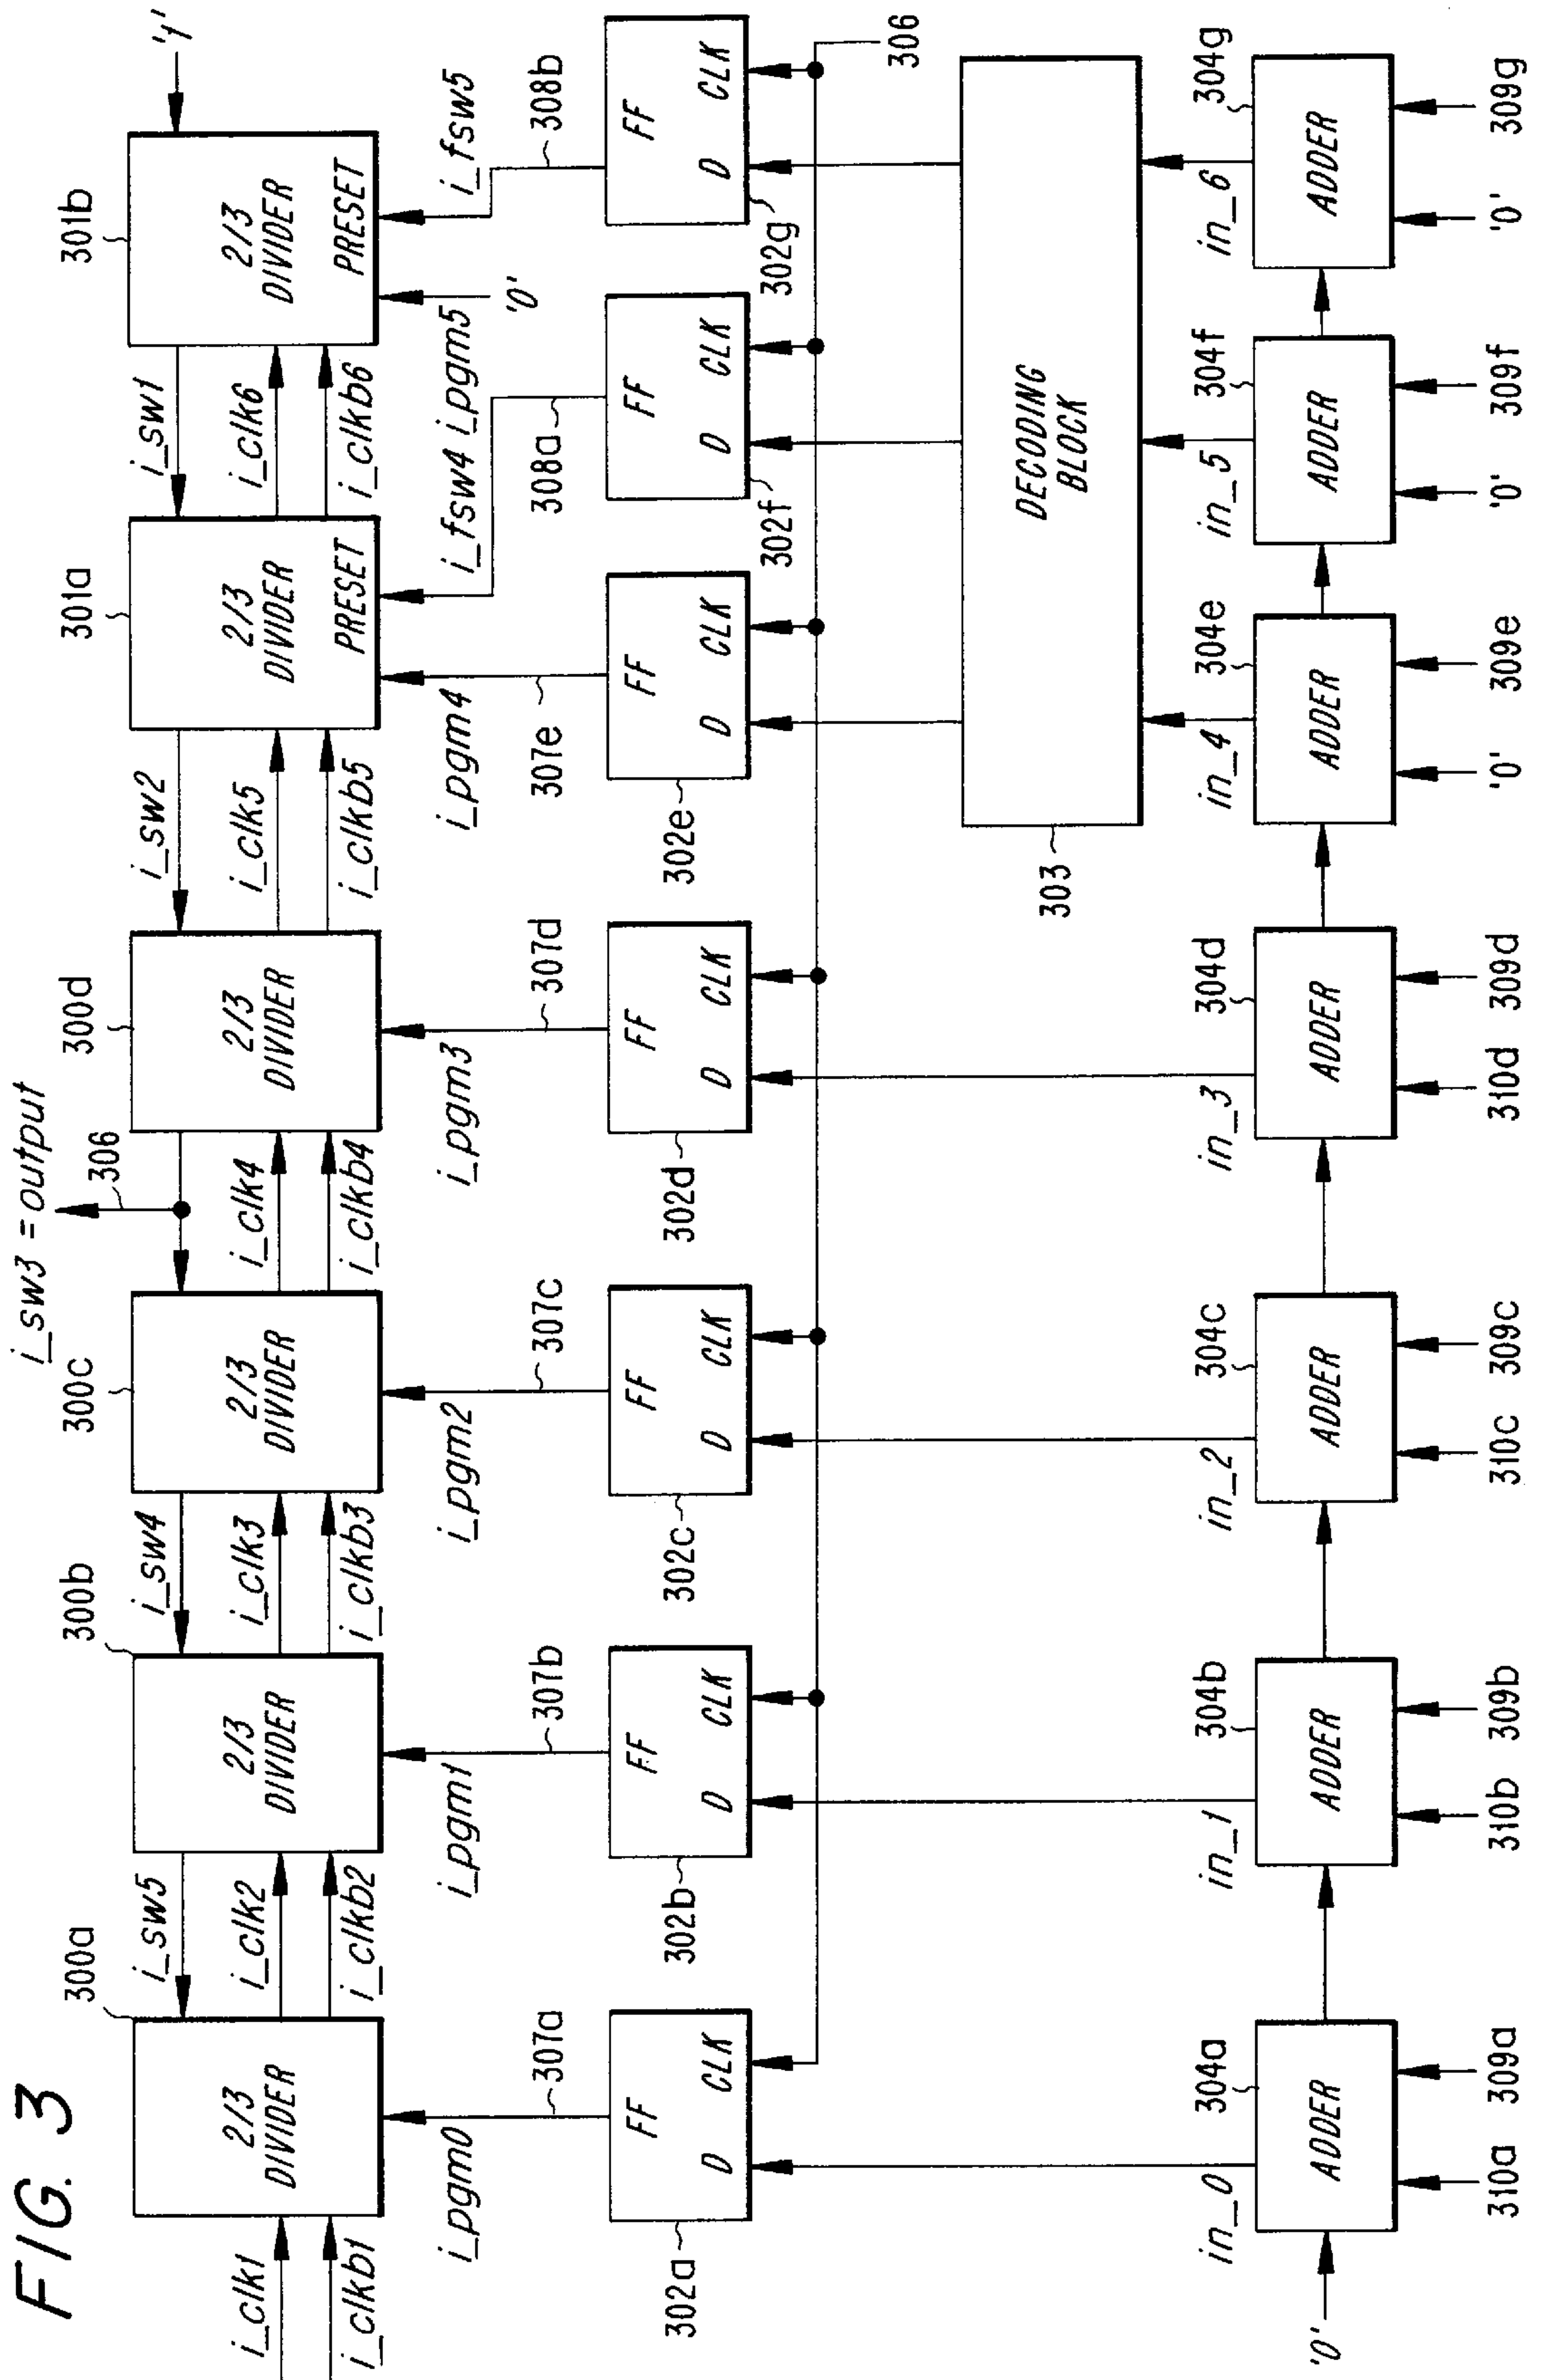 FIG. 3
i_sw3 = output
306
300a
300b
300c
300d
301a
301b
'1'
i_clk1
i_clkb1
2/3
DIVIDER
i_sw5
i_clk2
i_clkb2
2/3
DIVIDER
i_sw4
i_clk3
i_clkb3
2/3
DIVIDER
i_clk4
i_clkb4
2/3
DIVIDER
i_sw2
i_clk5
i_clkb5
2/3
DIVIDER
PRESET
i_sw1
i_clk6
i_clkb6
2/3
DIVIDER
PRESET
i_pgm0
307a
i_pgm1
307b
i_pgm2
307c
i_pgm3
307d
i_pgm4
307e
i_fsw4
308a
i_pgm5
'0'
i_fsw5
308b
302a
FF
D
CLK
302b
FF
D
CLK
302c
FF
D
CLK
302d
FF
D
CLK
302e
FF
D
CLK
302f
FF
D
CLK
302g
FF
D
CLK
306
303
DECODING
BLOCK
in_0
304a
in_1
304b
in_2
304c
in_3
304d
in_4
304e
in_5
304f
in_6
304g
'0'
ADDER
ADDER
ADDER
ADDER
ADDER
ADDER
ADDER
310a
309a
310b
309b
310c
309c
310d
309d
'0'
309e
'0'
309f
'0'
309g